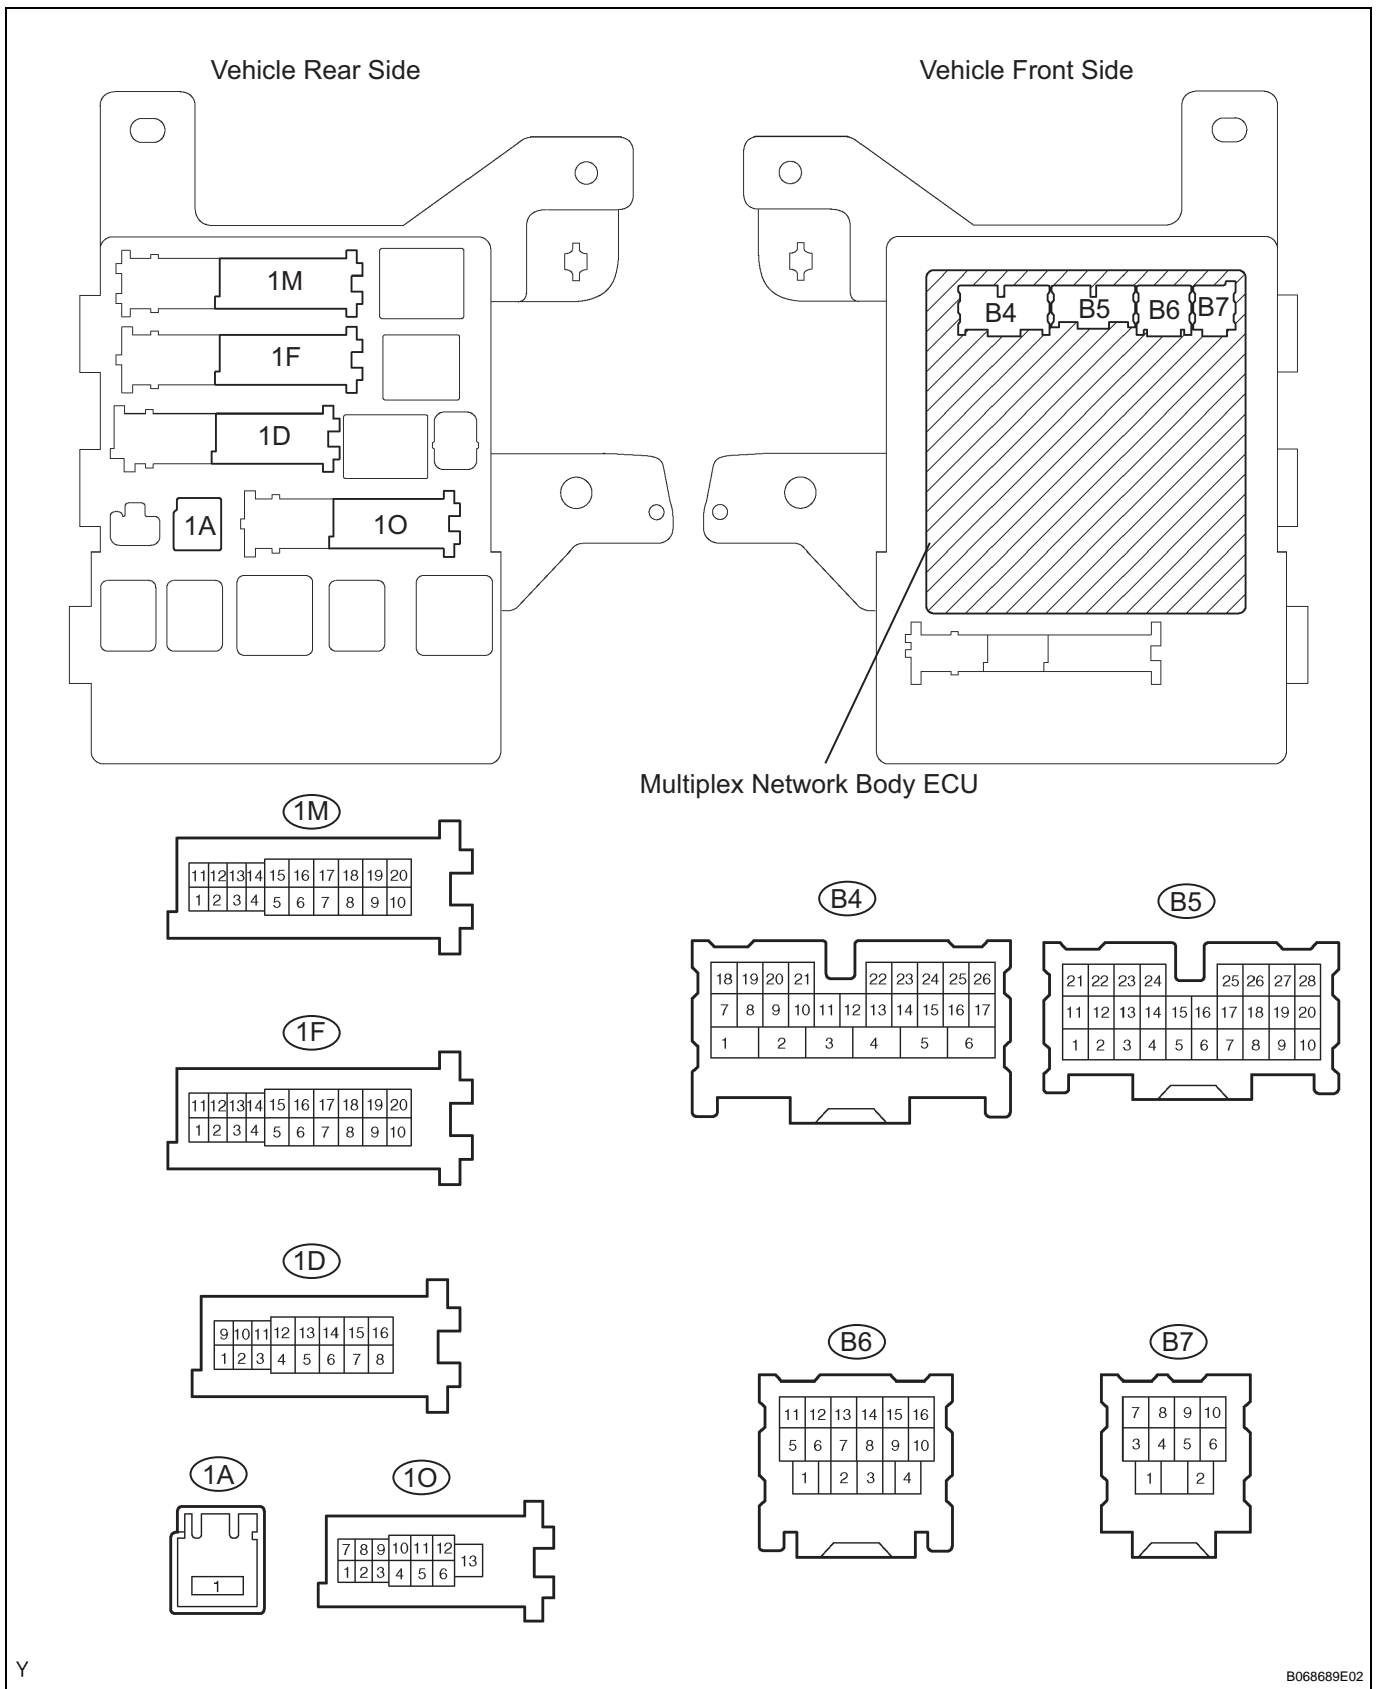 Vehicle Rear Side
Vehicle Front Side
1M
1F
1D
1A
1O
B4 B5 B6 B7
Multiplex Network Body ECU
1M
11 12 13 14 15 16 17 18 19 20
1 2 3 4 5 6 7 8 9 10
B4
18 19 20 21 22 23 24 25 26
7 8 9 10 11 12 13 14 15 16 17
1 2 3 4 5 6
B5
21 22 23 24 25 26 27 28
11 12 13 14 15 16 17 18 19 20
1 2 3 4 5 6 7 8 9 10
1F
11 12 13 14 15 16 17 18 19 20
1 2 3 4 5 6 7 8 9 10
1D
9 10 11 12 13 14 15 16
1 2 3 4 5 6 7 8
B6
11 12 13 14 15 16
5 6 7 8 9 10
1 2 3 4
B7
7 8 9 10
3 4 5 6
1 2
1A
1
1O
7 8 9 10 11 12
13
1 2 3 4 5 6
Y
B068689E02